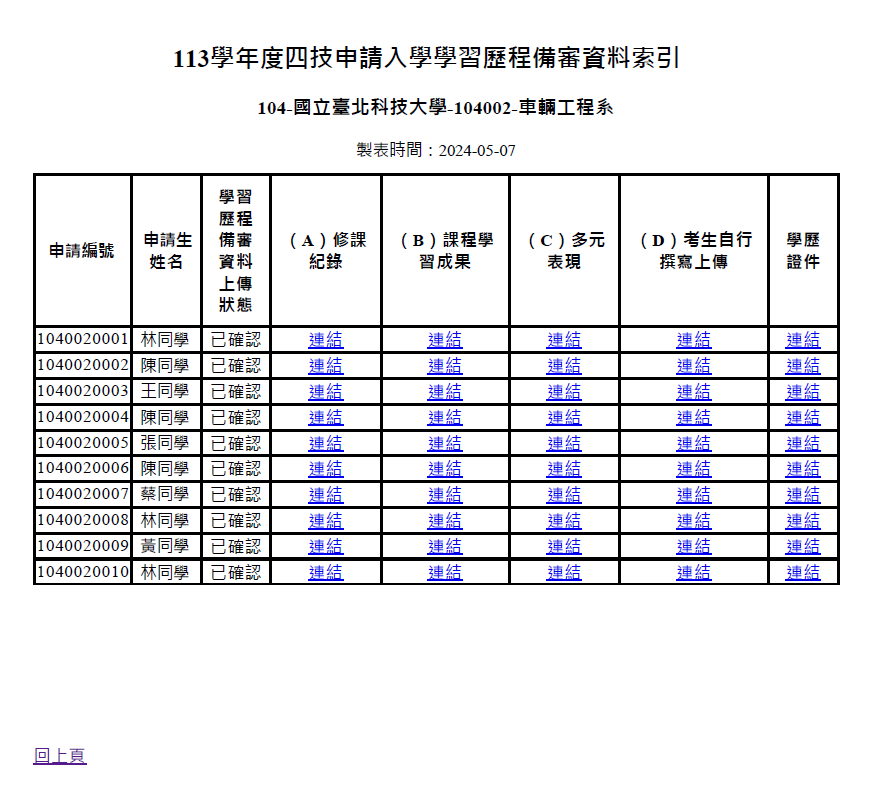 113學年度四技申請入學學習歷程備審資料索引
104-國立臺北科技大學-104002-車輛工程系
製表時間：2024-05-07
申請編號 申請生姓名 學習歷程備審資料上傳狀態 （A）修課紀錄 （B）課程學習成果 （C）多元表現 （D）考生自行撰寫上傳 學歷證件
1040020001 林同學 已確認 連結 連結 連結 連結 連結
1040020002 陳同學 已確認 連結 連結 連結 連結 連結
1040020003 王同學 已確認 連結 連結 連結 連結 連結
1040020004 陳同學 已確認 連結 連結 連結 連結 連結
1040020005 張同學 已確認 連結 連結 連結 連結 連結
1040020006 陳同學 已確認 連結 連結 連結 連結 連結
1040020007 蔡同學 已確認 連結 連結 連結 連結 連結
1040020008 林同學 已確認 連結 連結 連結 連結 連結
1040020009 黃同學 已確認 連結 連結 連結 連結 連結
1040020010 林同學 已確認 連結 連結 連結 連結 連結
回上頁